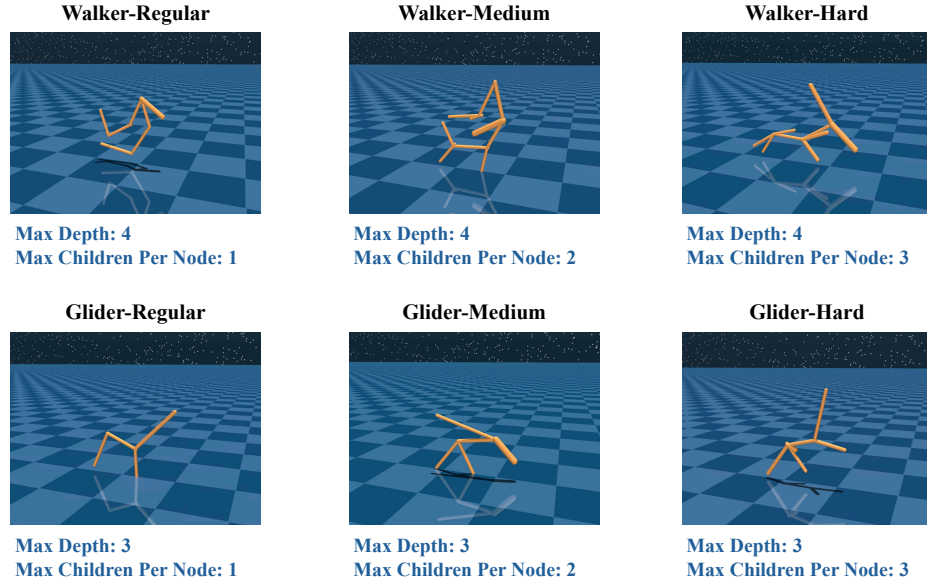 Walker-Regular
Walker-Medium
Walker-Hard
Max Depth: 4
Max Children Per Node: 1
Max Depth: 4
Max Children Per Node: 2
Max Depth: 4
Max Children Per Node: 3
Glider-Regular
Glider-Medium
Glider-Hard
Max Depth: 3
Max Children Per Node: 1
Max Depth: 3
Max Children Per Node: 2
Max Depth: 3
Max Children Per Node: 3